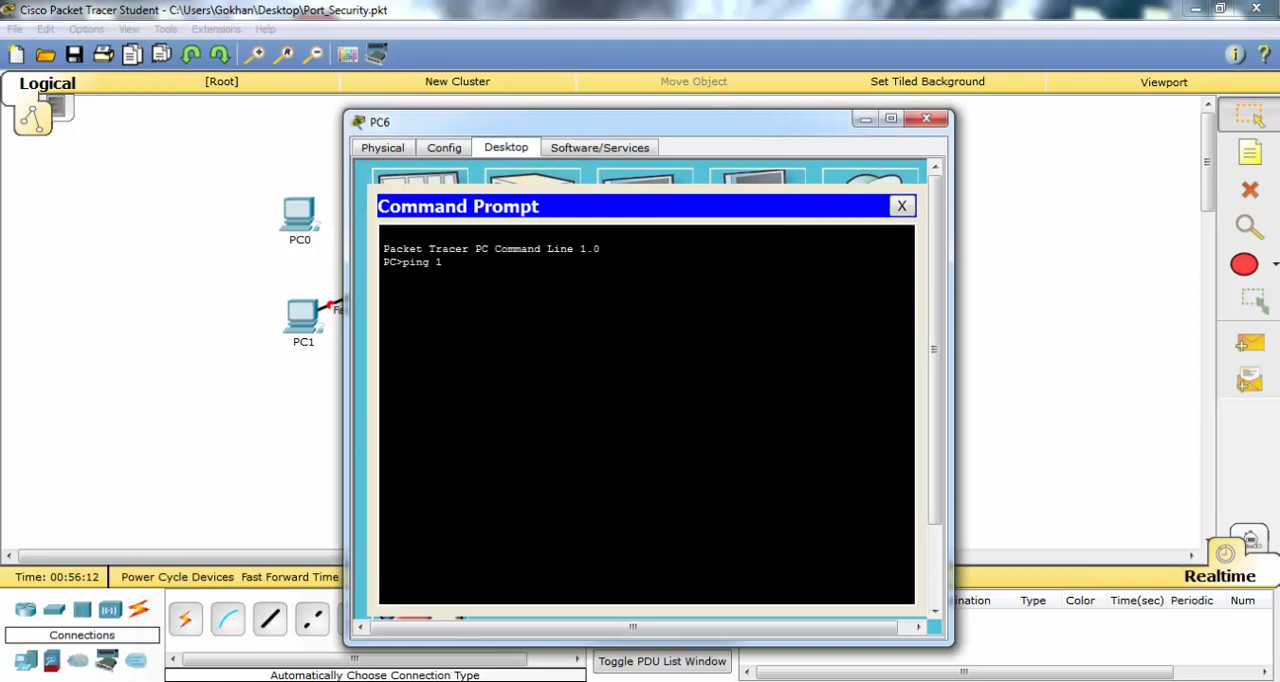 Cisco Packet Tracer Student - C:\Users\Gokhan\Desktop\Port_Security.pkt
File Edit Options View Tools Extensions Help
Logical [Root] New Cluster Move Object Set Tiled Background Viewport
PC6
Physical Config Desktop Software/Services
Command Prompt X
Packet Tracer PC Command Line 1.0
PC>ping 1
PC0
Fa
PC1
Time: 00:56:12 Power Cycle Devices Fast Forward Time Realtime
ination Type Color Time(sec) Periodic Num
Connections
Toggle PDU List Window
Automatically Choose Connection Type